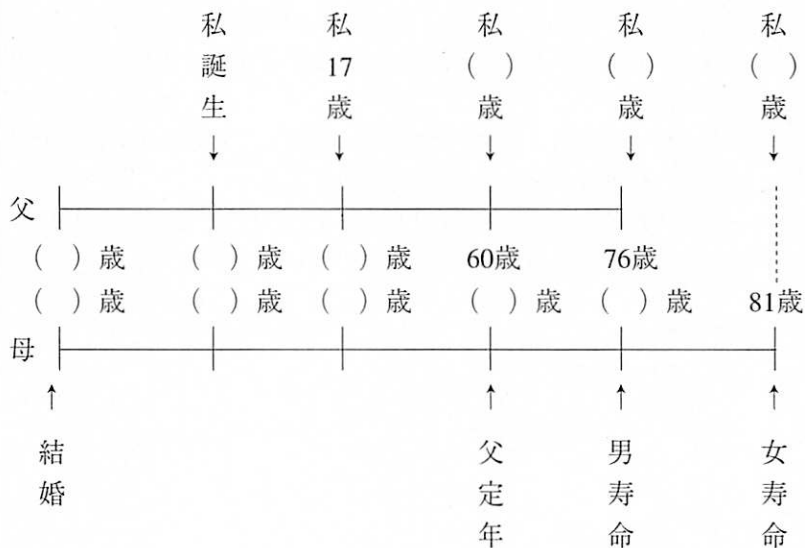 私誕生
私17歳
私( )歳
私( )歳
私( )歳
↓ ↓ ↓ ↓ ↓
父
( )歳 ( )歳 ( )歳 60歳 76歳
( )歳 ( )歳 ( )歳 ( )歳 ( )歳 81歳
母
↑ ↑ ↑ ↑
結婚
父定年
男寿命
女寿命